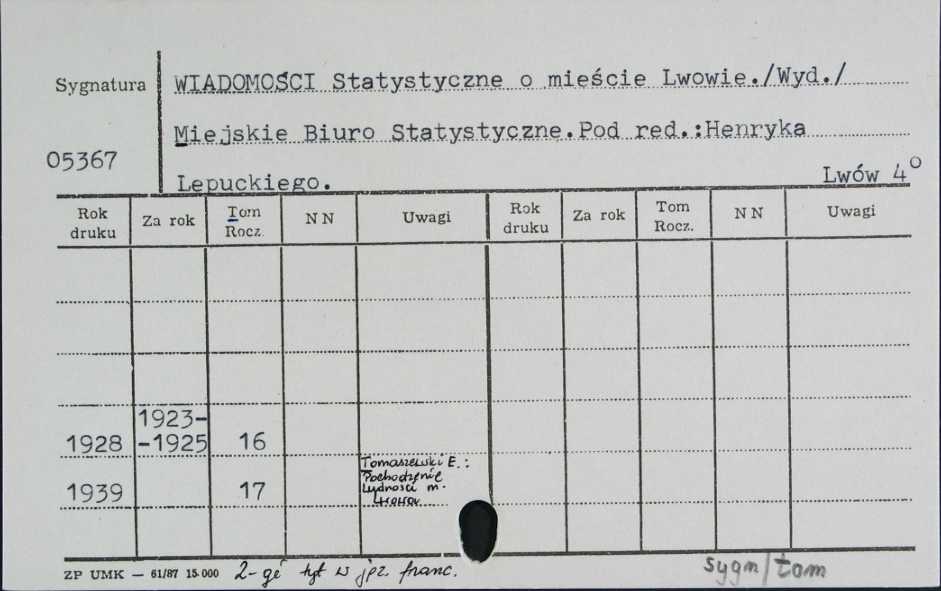 Sygnatura
WIADOMOŚCI Statystyczne o mieście Lwowie./Wyd./
Miejskie Biuro Statystyczne.Pod red.:Henryka
05367
Lepuckiego.
Lwów 4°
Rok druku Za rok Tom Rocz. N N Uwagi Rok druku Za rok Tom Rocz. N N Uwagi
1928 1923-
-1925 16
1939 17 Tomaszewski E.:
Pochodzenie
Ludności m.
Lwowa
ZP UMK — 61/87 15.000 2-gi tyt w jęz. franc.
sygn/tom